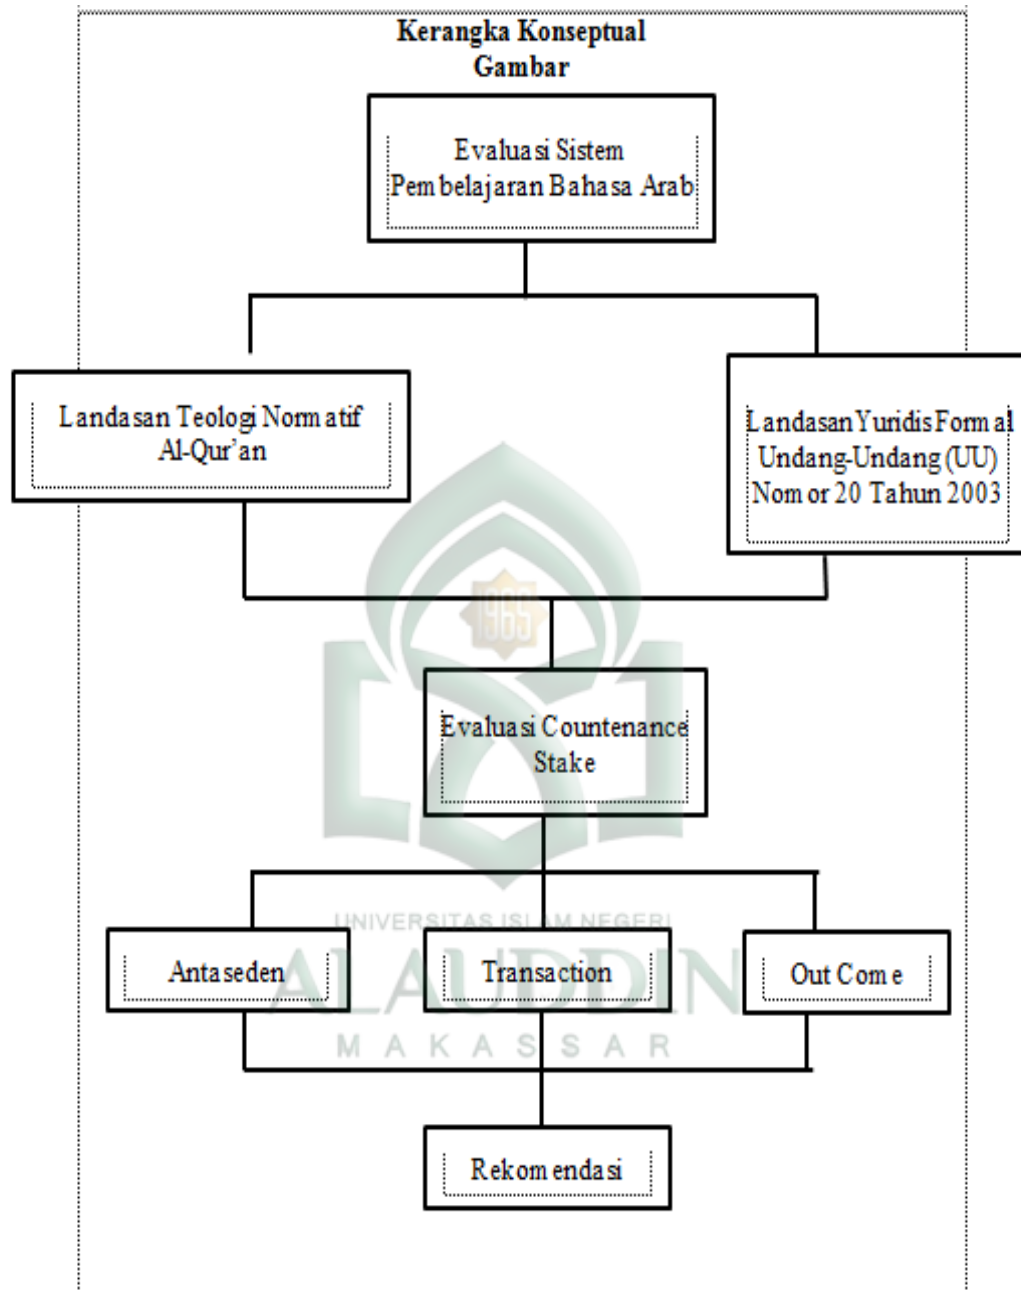 Kerangka Konseptual
Gambar
Evaluasi Sistem
Pembelajaran Bahasa Arab
Landasan Teologi Normatif
Al-Qur’an
Landasan Yuridis Formal
Undang-Undang (UU)
Nomor 20 Tahun 2003
1965
Evaluasi Countenance
Stake
UNIVERSITAS ISLAM NEGERI
Antaseden
Transaction
Out Come
ALAUDDIN
MAKASSAR
Rekomendasi